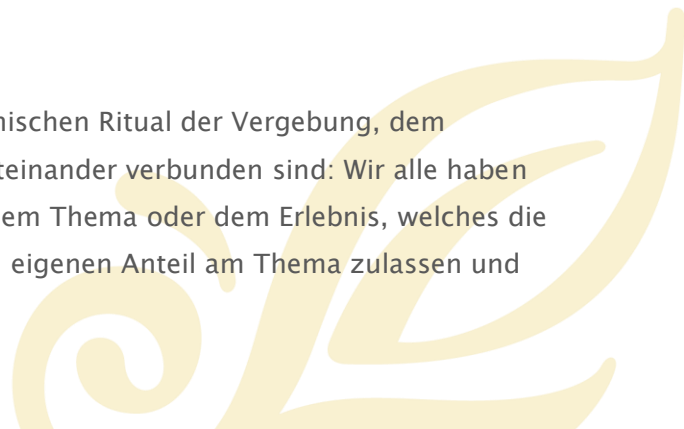 nischen Ritual der Vergebung, dem
teinander verbunden sind: Wir alle haben
em Thema oder dem Erlebnis, welches die
eigenen Anteil am Thema zulassen und